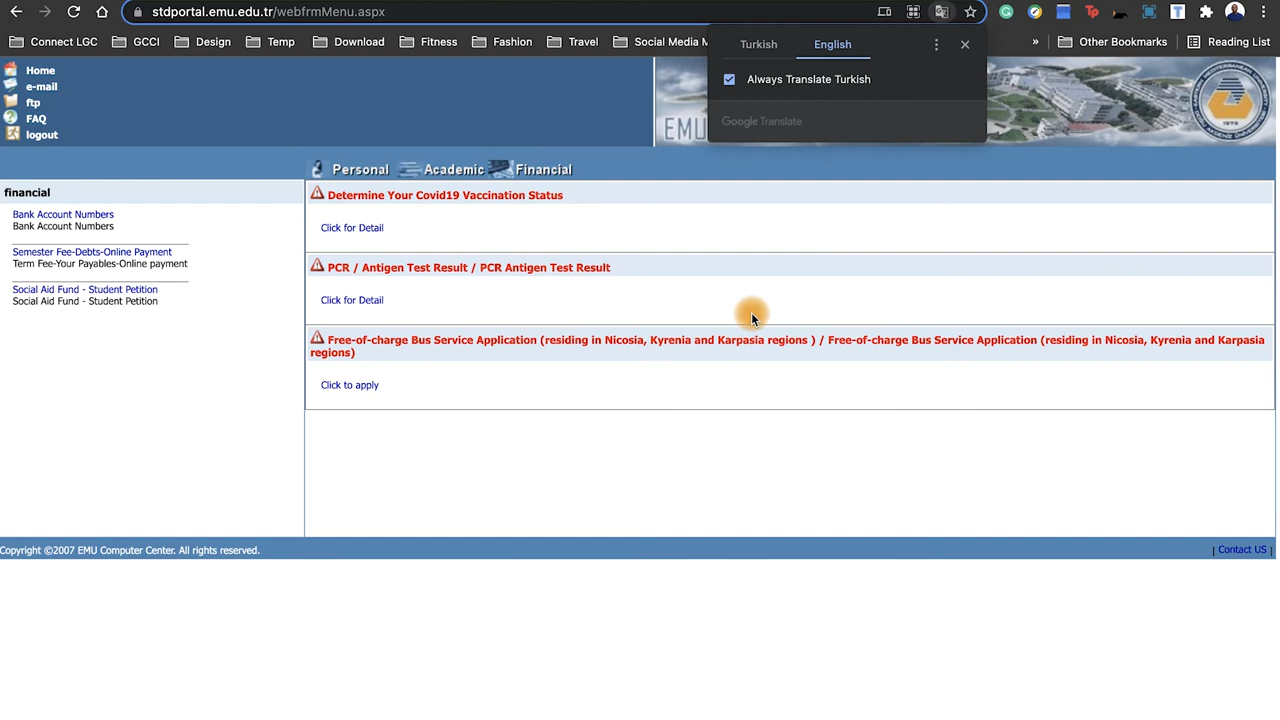 stdportal.emu.edu.tr/webfrmMenu.aspx
Connect LGC GCCI Design Temp Download Fitness Fashion Travel Social Media M » Other Bookmarks Reading List
Turkish English
Always Translate Turkish
Google Translate
Home
e-mail
ftp
FAQ
logout
EMU
Personal Academic Financial
financial
Bank Account Numbers
Bank Account Numbers
Semester Fee-Debts-Online Payment
Term Fee-Your Payables-Online payment
Social Aid Fund - Student Petition
Social Aid Fund - Student Petition
Determine Your Covid19 Vaccination Status
Click for Detail
PCR / Antigen Test Result / PCR Antigen Test Result
Click for Detail
Free-of-charge Bus Service Application (residing in Nicosia, Kyrenia and Karpasia regions ) / Free-of-charge Bus Service Application (residing in Nicosia, Kyrenia and Karpasia
regions)
Click to apply
Copyright ©2007 EMU Computer Center. All rights reserved.
| Contact US |